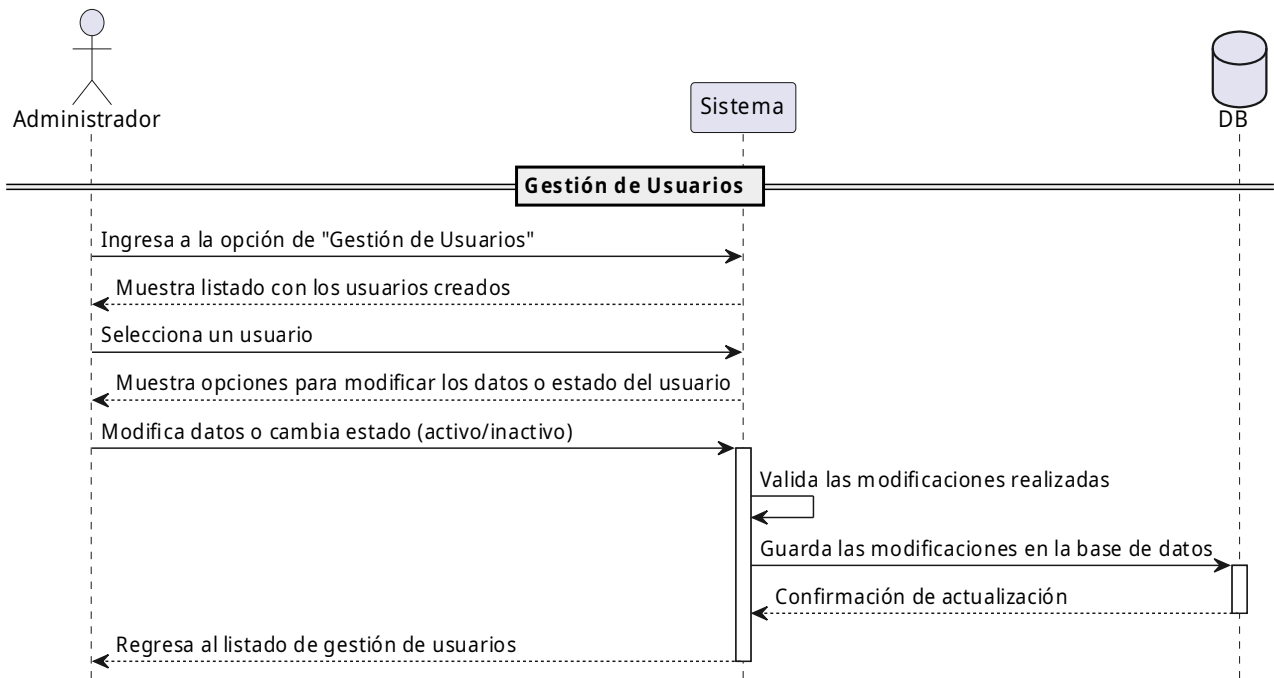 Administrador
Sistema
DB
Gestión de Usuarios
Ingresa a la opción de "Gestión de Usuarios"
Muestra listado con los usuarios creados
Selecciona un usuario
Muestra opciones para modificar los datos o estado del usuario
Modifica datos o cambia estado (activo/inactivo)
Valida las modificaciones realizadas
Guarda las modificaciones en la base de datos
Confirmación de actualización
Regresa al listado de gestión de usuarios